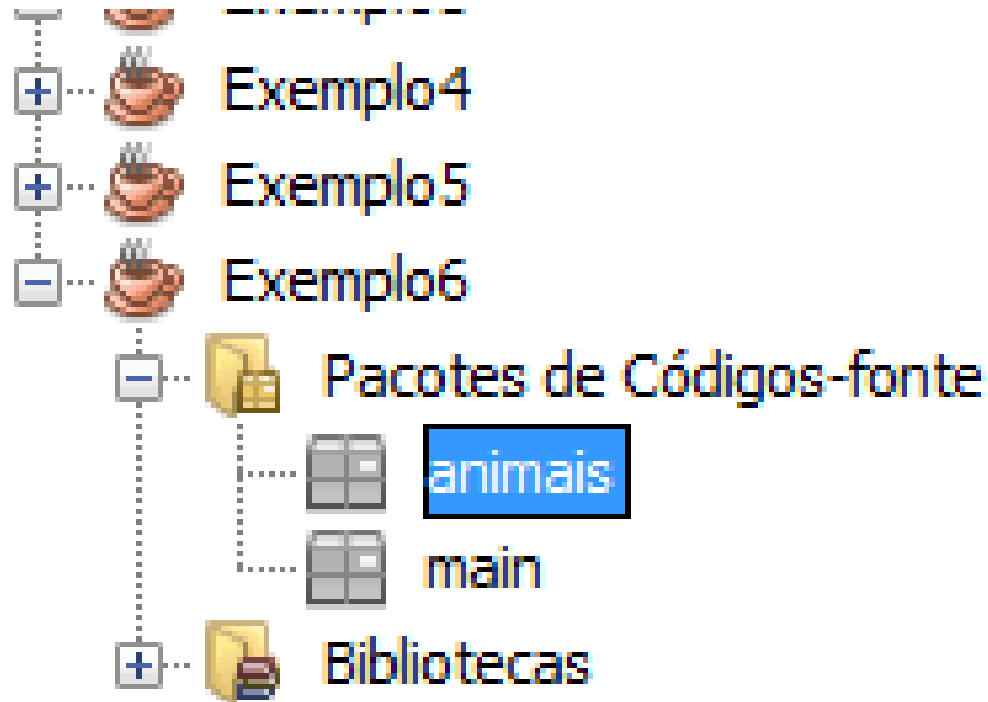 Exemplo4
Exemplo5
Exemplo6
Pacotes de Códigos-fonte
animais
main
Bibliotecas